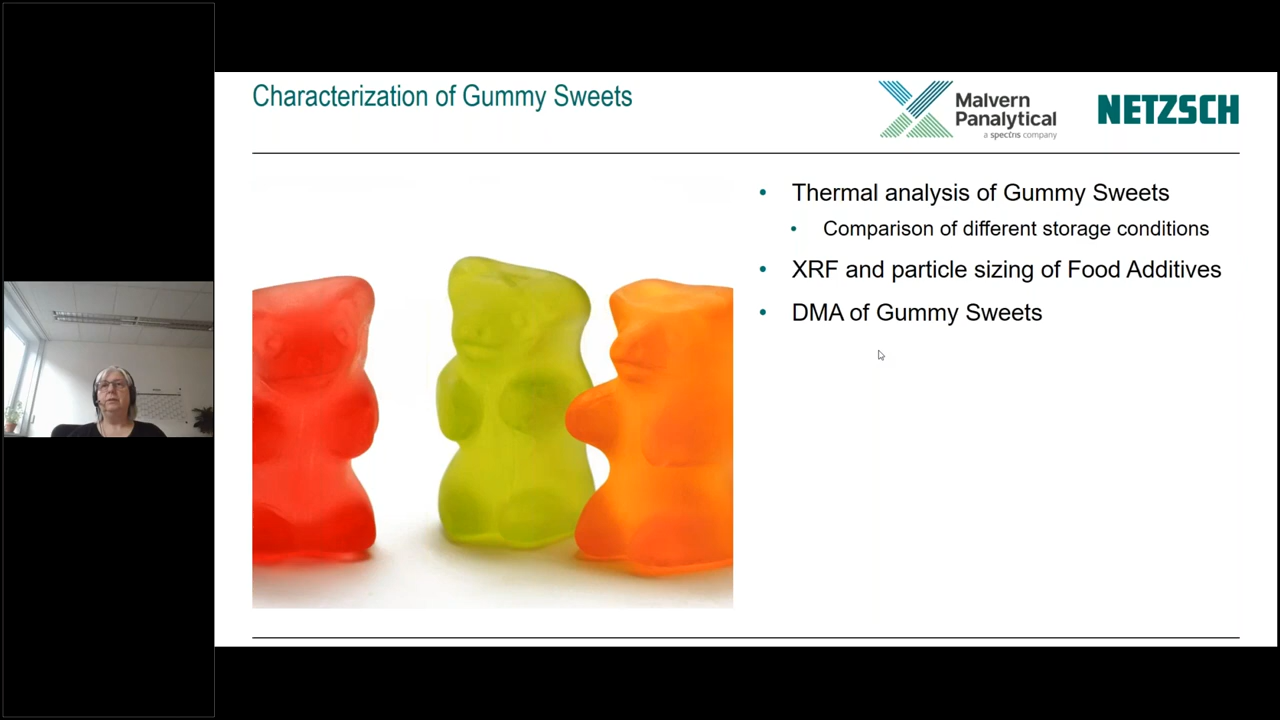 Characterization of Gummy Sweets
Malvern
Panalytical
a spectris company
NETZSCH
• Thermal analysis of Gummy Sweets
• Comparison of different storage conditions
• XRF and particle sizing of Food Additives
• DMA of Gummy Sweets